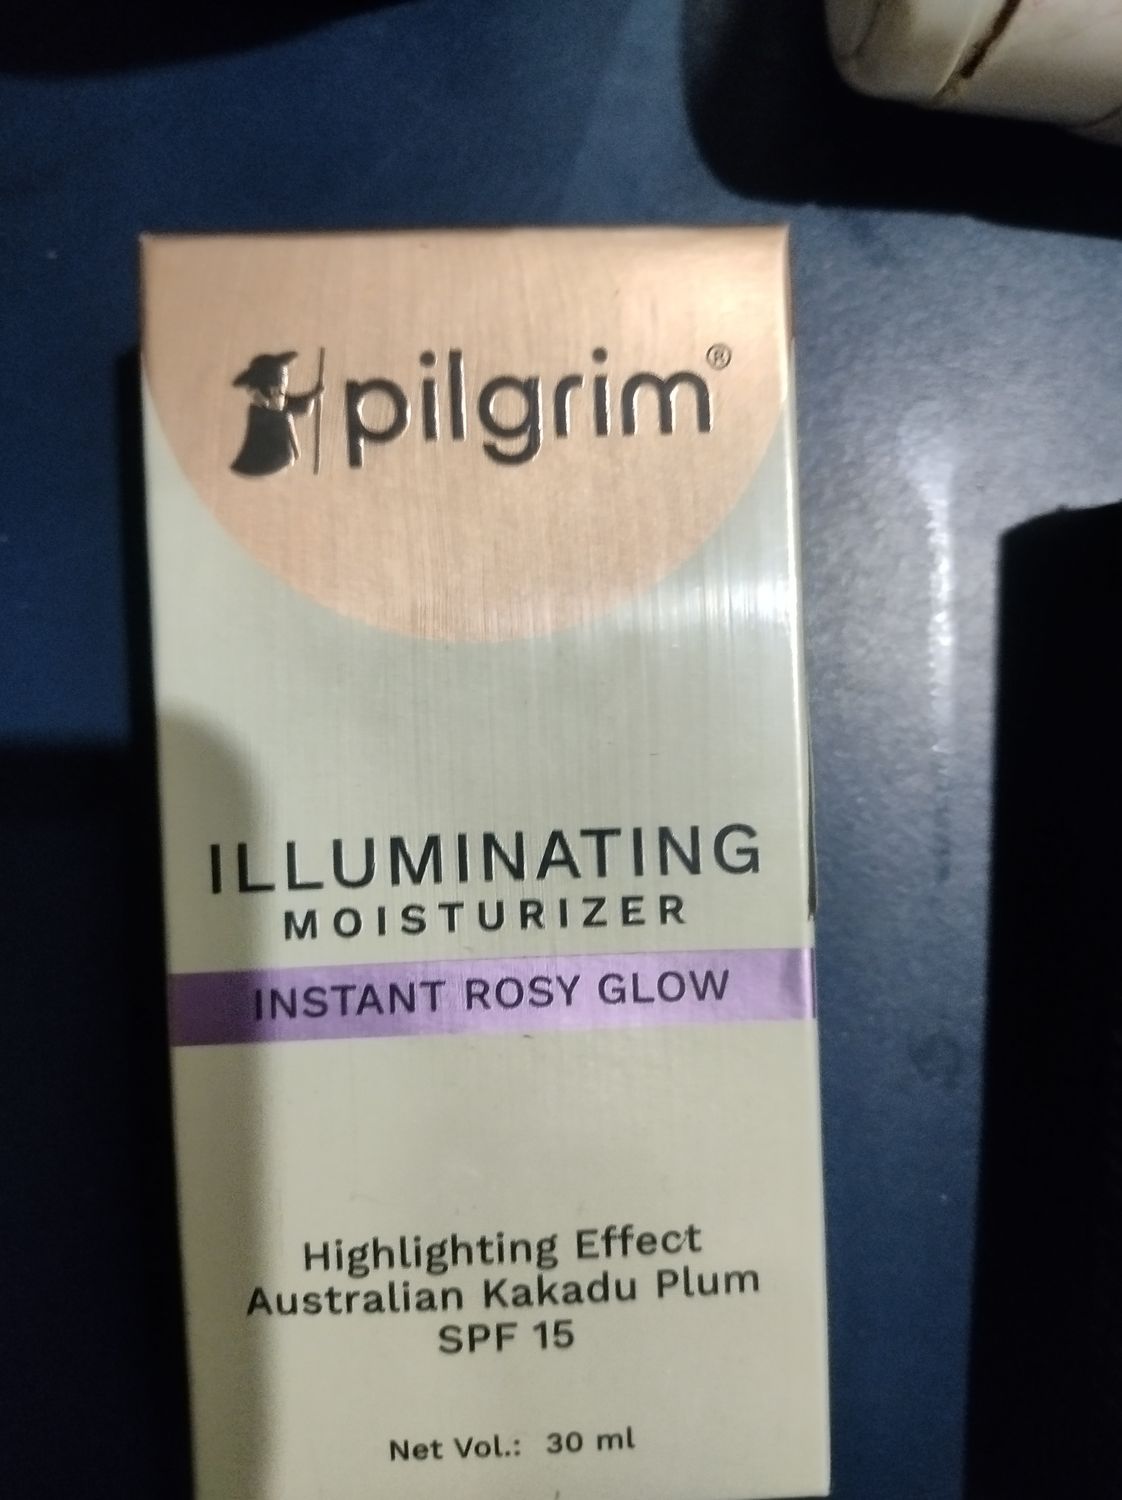 pilgrim®
ILLUMINATING
MOISTURIZER
INSTANT ROSY GLOW
Highlighting Effect
Australian Kakadu Plum
SPF 15
Net Vol.: 30 ml